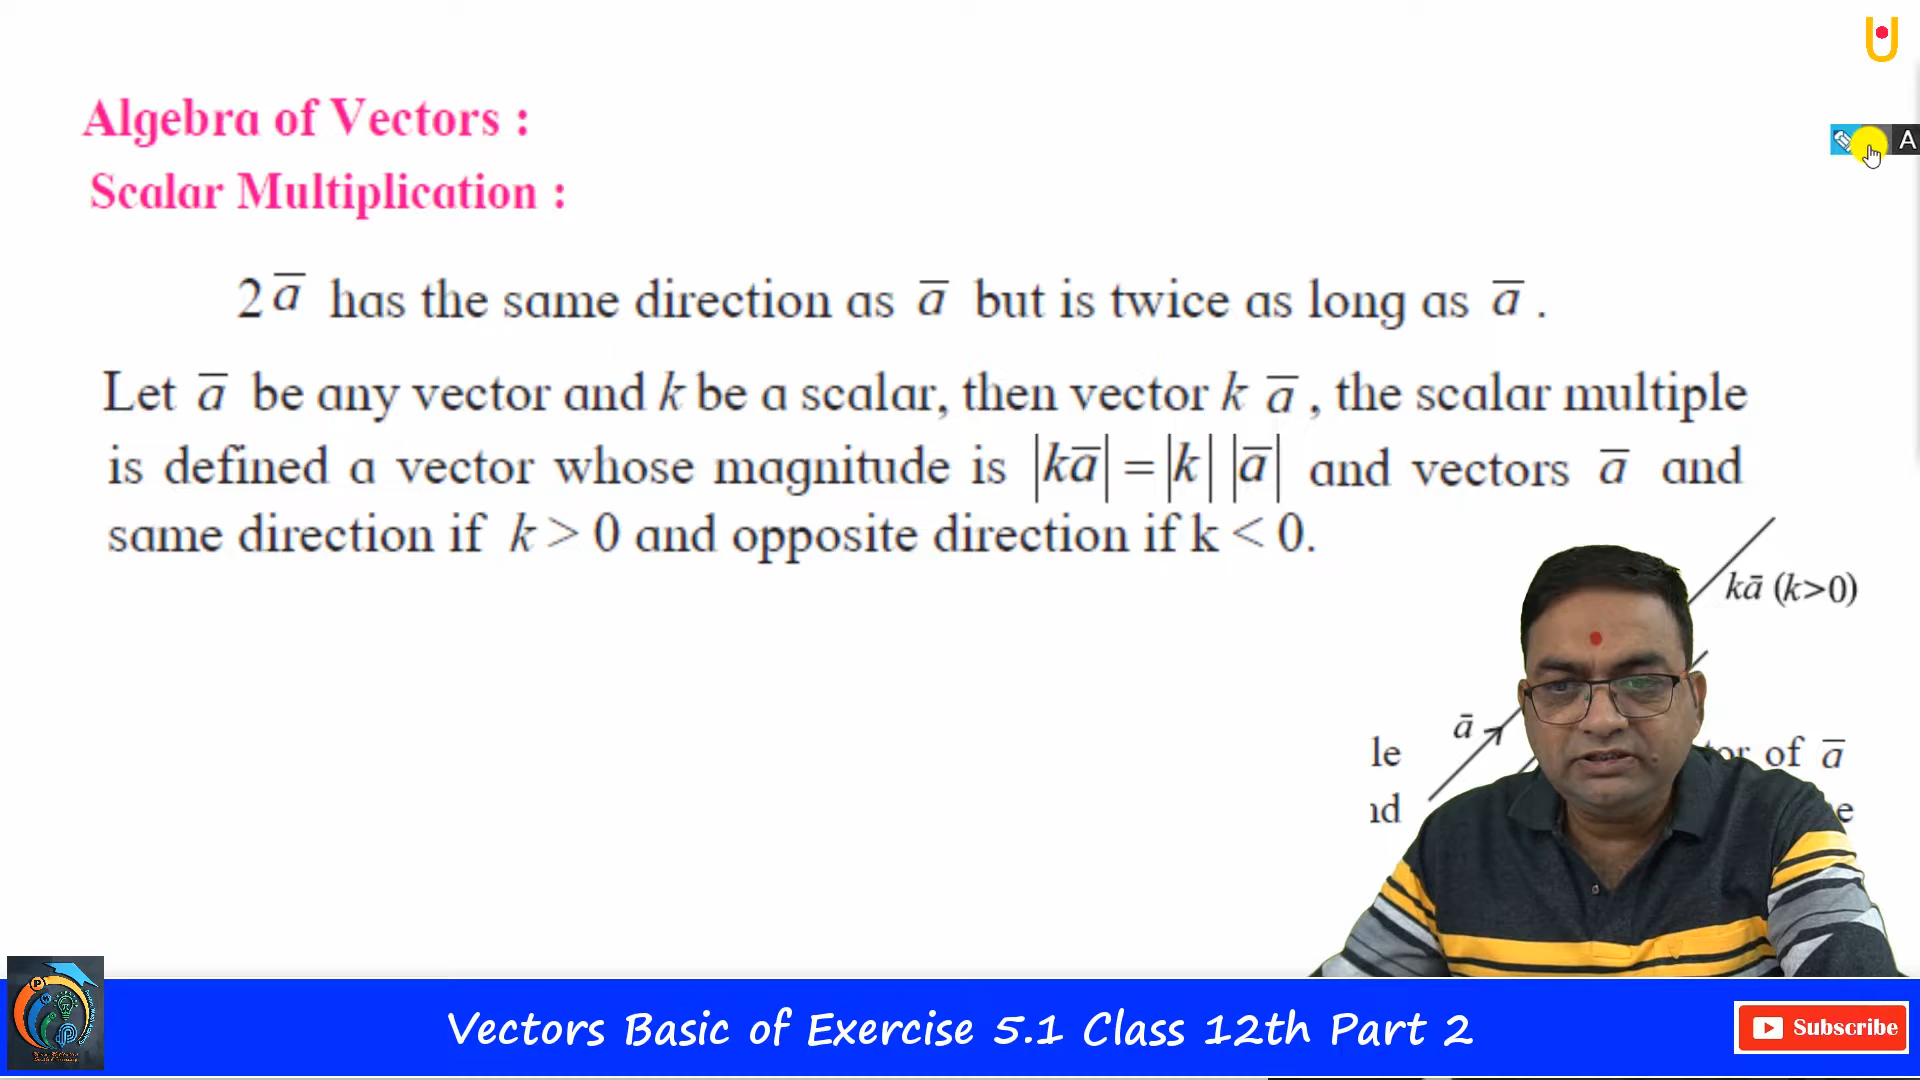 Algebra of Vectors :
Scalar Multiplication :
2 a̅ has the same direction as a̅ but is twice as long as a̅ .
Let a̅ be any vector and k be a scalar, then vector k a̅ , the scalar multiple
is defined a vector whose magnitude is |ka̅| = |k| |a̅| and vectors a̅ and
same direction if k > 0 and opposite direction if k < 0.
ka̅ (k>0)
a̅
of a̅
A
Vectors Basic of Exercise 5.1 Class 12th Part 2
Subscribe